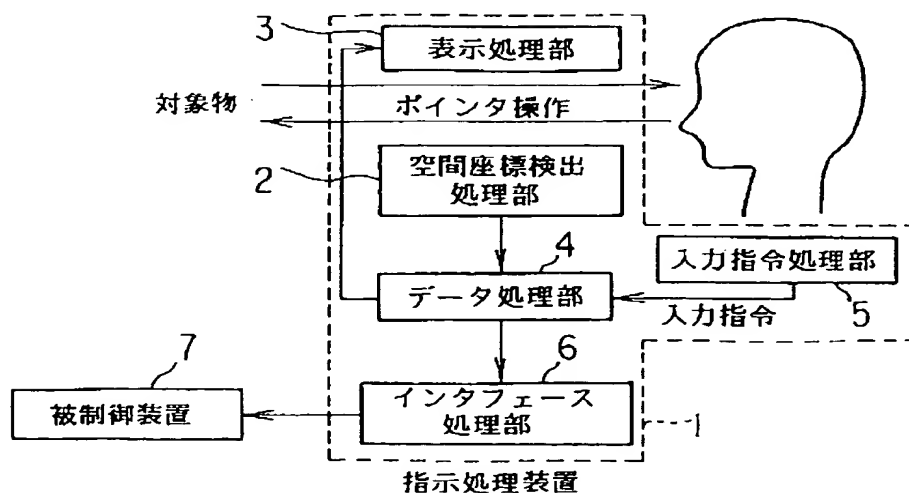 3
表示処理部
対象物
ポインタ操作
2
空間座標検出
処理部
4
データ処理部
入力指令処理部
入力指令
5
7
被制御装置
6
インタフェース
処理部
1
指示処理装置